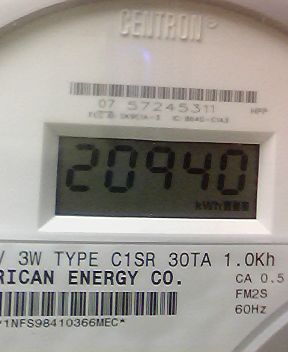 CENTRON®
07 57245311
20940
kWh
V 3W TYPE C1SR 30TA 1.0Kh
RICAN ENERGY CO.
CA 0.5
FM2S
60Hz
*1NFS98410366MEC*